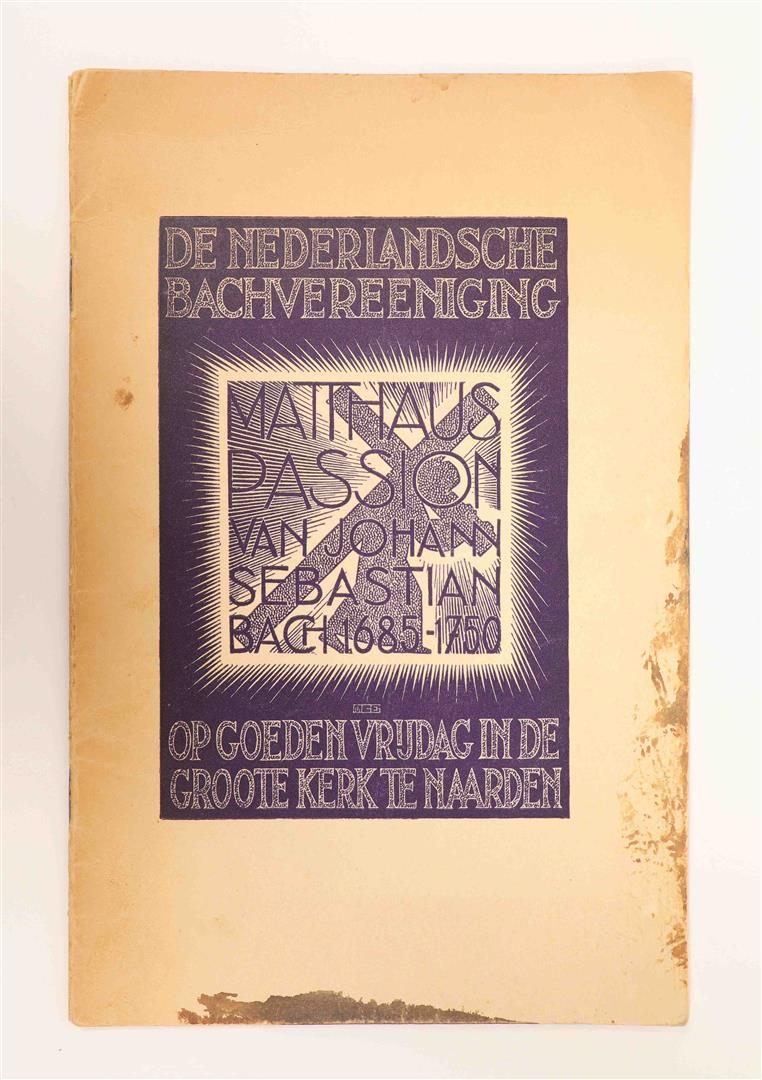 DE NEDERLANDSCHE
BACHVEREENIGING
MATTHAUS
PASSION
VAN JOHANN
SEBASTIAN
BACH 1685-1750
OP GOEDEN VRIJDAG IN DE
GROOTE KERK TE NAARDEN